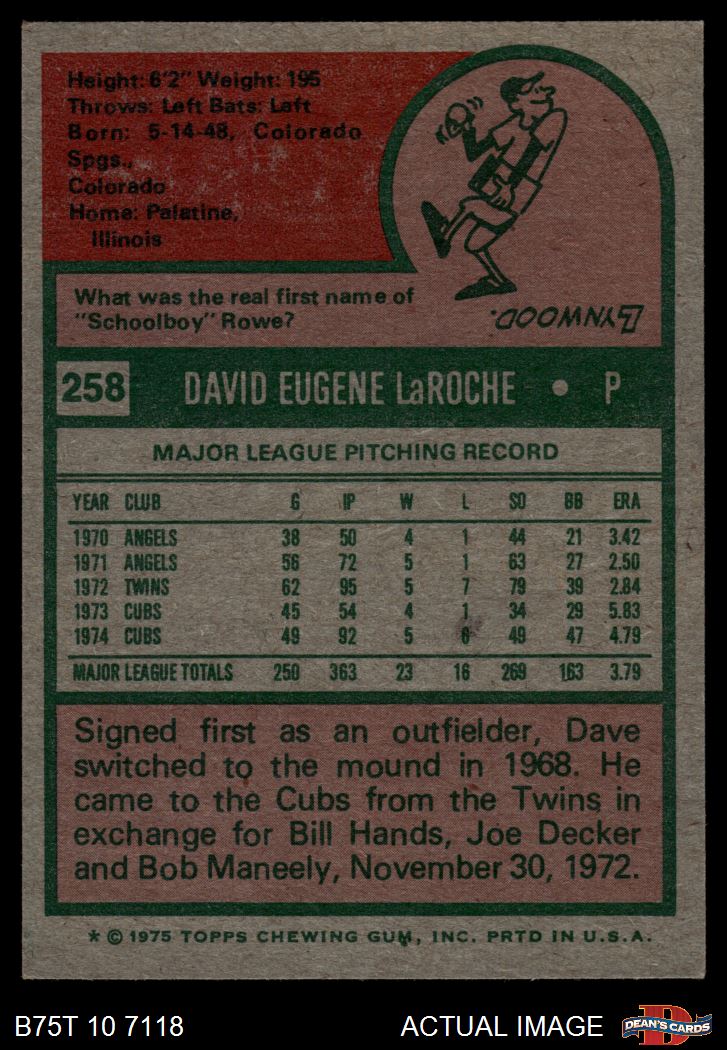 Height: 6'2" Weight: 195
Throws: Left Bats: Left
Born: 5-14-48, Colorado
Spgs.,
Colorado
Home: Palatine,
Illinois
What was the real first name of
"Schoolboy" Rowe?
LYNWOOD.
258 DAVID EUGENE LaROCHE • P
MAJOR LEAGUE PITCHING RECORD
YEAR CLUB G IP W L SO BB ERA
1970 ANGELS 38 50 4 1 44 21 3.42
1971 ANGELS 56 72 5 1 63 27 2.50
1972 TWINS 62 95 5 7 79 39 2.84
1973 CUBS 45 54 4 1 34 29 5.83
1974 CUBS 49 92 5 6 49 47 4.79
MAJOR LEAGUE TOTALS 250 363 23 16 269 163 3.79
Signed first as an outfielder, Dave
switched to the mound in 1968. He
came to the Cubs from the Twins in
exchange for Bill Hands, Joe Decker
and Bob Maneely, November 30, 1972.
* © 1975 TOPPS CHEWING GUM, INC. PRTD IN U.S.A.
B75T 10 7118 ACTUAL IMAGE
D
DEAN'S CARDS